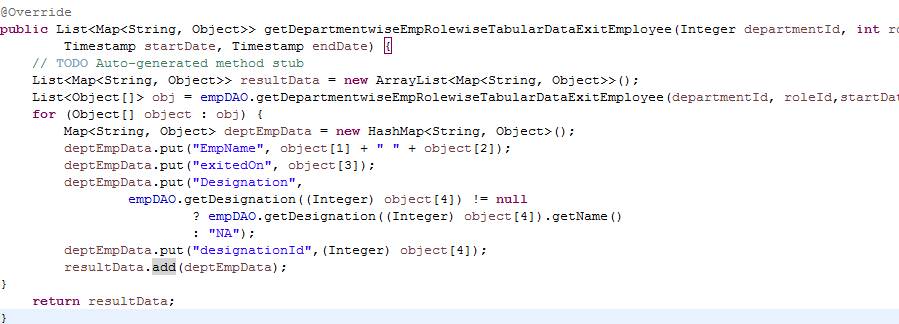 @Override
public List<Map<String, Object>> getDepartmentwiseEmpRolewiseTabularDataExitEmployee(Integer departmentId, int ro
        Timestamp startDate, Timestamp endDate) {
    // TODO Auto-generated method stub
    List<Map<String, Object>> resultData = new ArrayList<Map<String, Object>>();
    List<Object[]> obj = empDAO.getDepartmentwiseEmpRolewiseTabularDataExitEmployee(departmentId, roleId,startDat
    for (Object[] object : obj) {
        Map<String, Object> deptEmpData = new HashMap<String, Object>();
        deptEmpData.put("EmpName", object[1] + " " + object[2]);
        deptEmpData.put("exitedOn", object[3]);
        deptEmpData.put("Designation",
                empDAO.getDesignation((Integer) object[4]) != null
                        ? empDAO.getDesignation((Integer) object[4]).getName()
                        : "NA");
        deptEmpData.put("designationId",(Integer) object[4]);
        resultData.add(deptEmpData);
}
    return resultData;
}